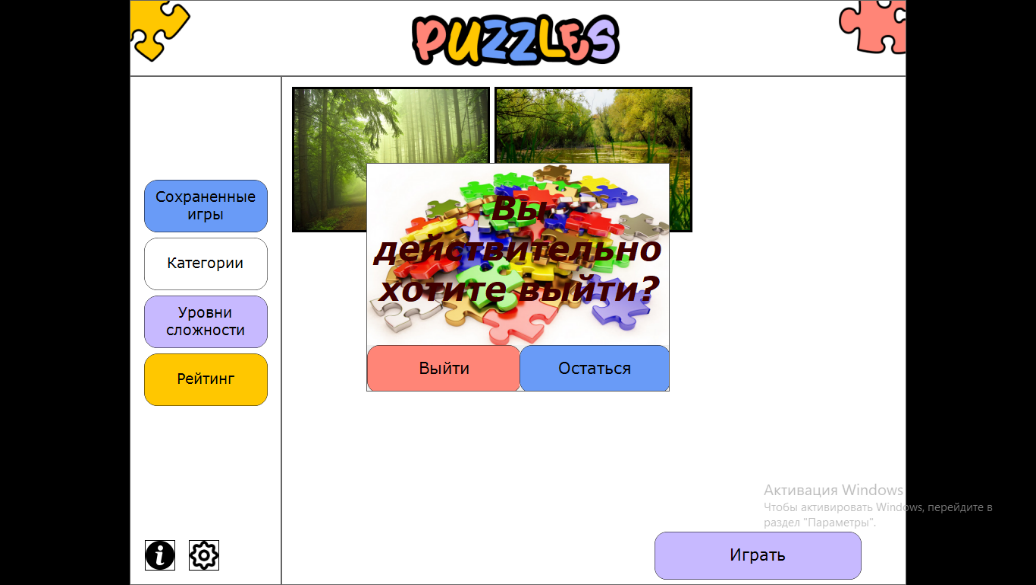 PUZZLES
Сохраненные
игры
Категории
Уровни
сложности
Рейтинг
Вы
действительно
хотите выйти?
Выйти
Остаться
Активация Windows
Чтобы активировать Windows, перейдите в
раздел "Параметры".
Играть